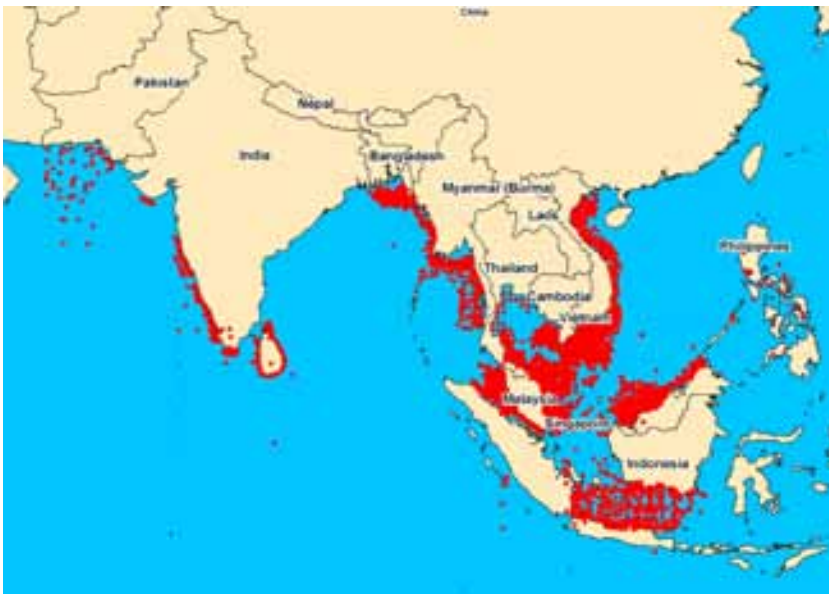 China
Pakistan
Nepal
India
Bangladesh
Myanmar (Burma)
Laos
Philippines
Thailand
Cambodia
Vietnam
Malaysia
Singapore
Indonesia